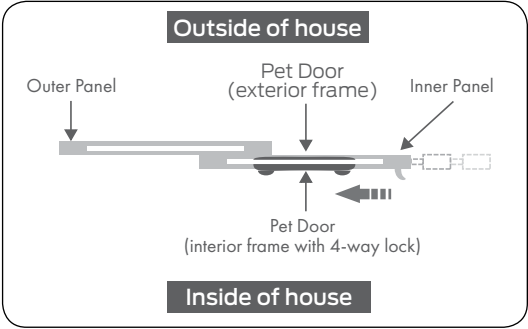 Outside of house
Outer Panel
Pet Door
(exterior frame)
Inner Panel
Pet Door
(interior frame with 4-way lock)
Inside of house